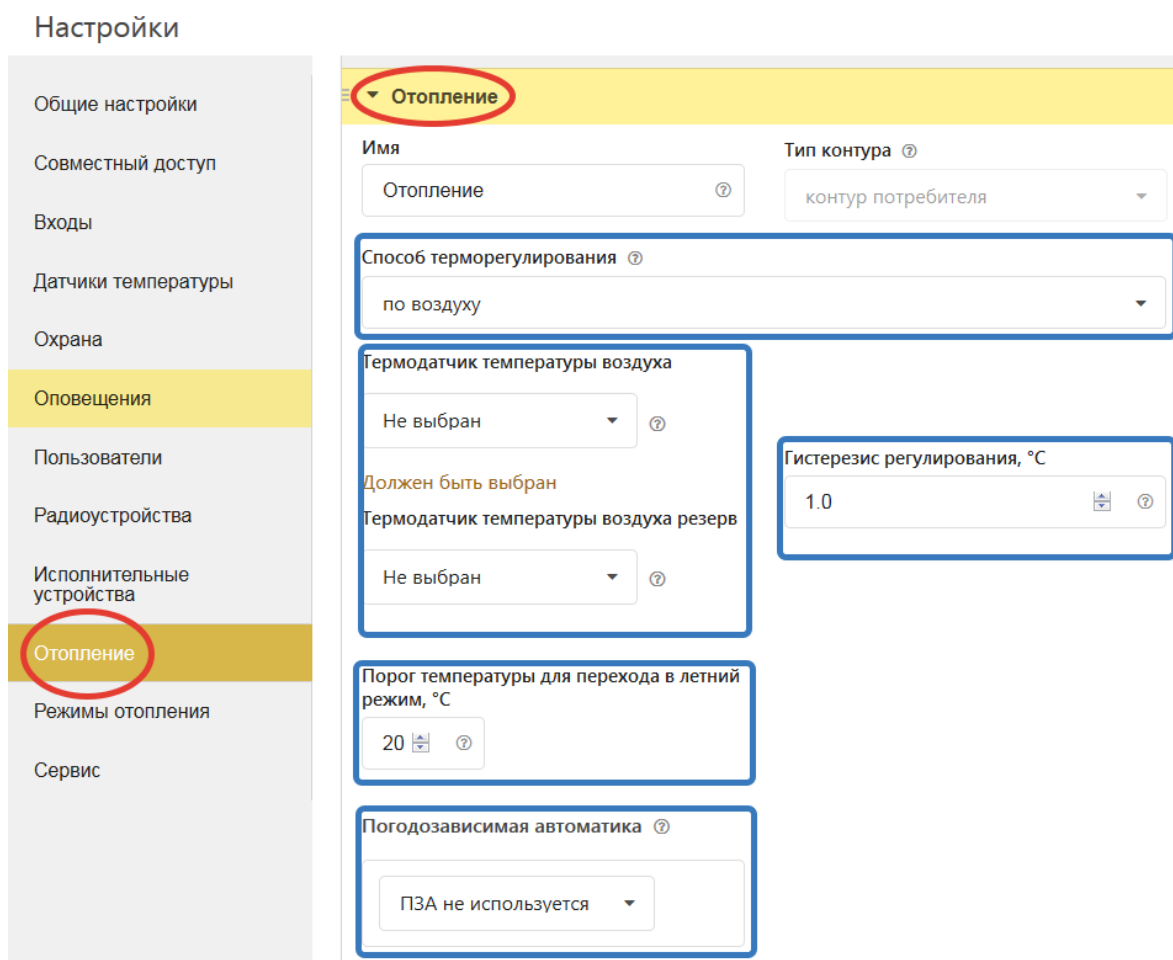 Настройки
Общие настройки
Совместный доступ
Входы
Датчики температуры
Охрана
Оповещения
Пользователи
Радиоустройства
Исполнительные
устройства
Отопление
Режимы отопления
Сервис
Отопление
Имя
Отопление
Тип контура
контур потребителя
Способ терморегулирования
по воздуху
Термодатчик температуры воздуха
Не выбран
Должен быть выбран
Термодатчик температуры воздуха резерв
Не выбран
Гистерезис регулирования, °C
1.0
Порог температуры для перехода в летний
режим, °C
20
Погодозависимая автоматика
ПЗА не используется